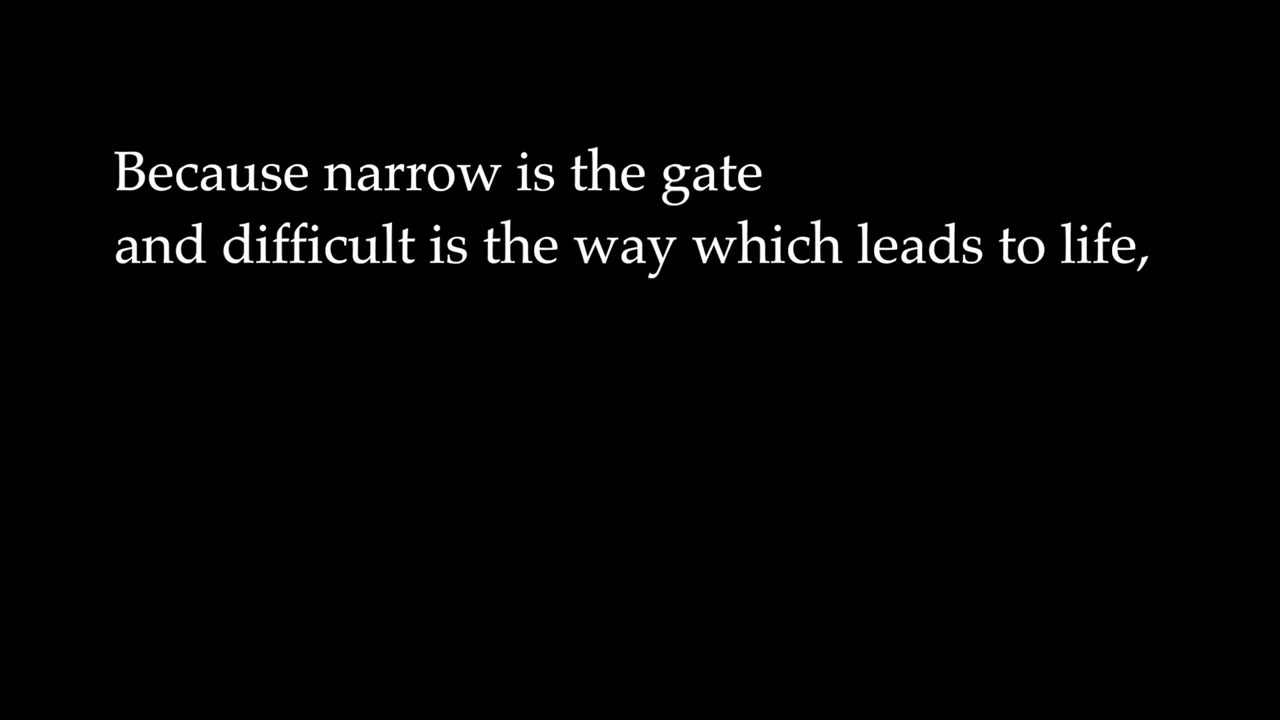 Because narrow is the gate
and difficult is the way which leads to life,